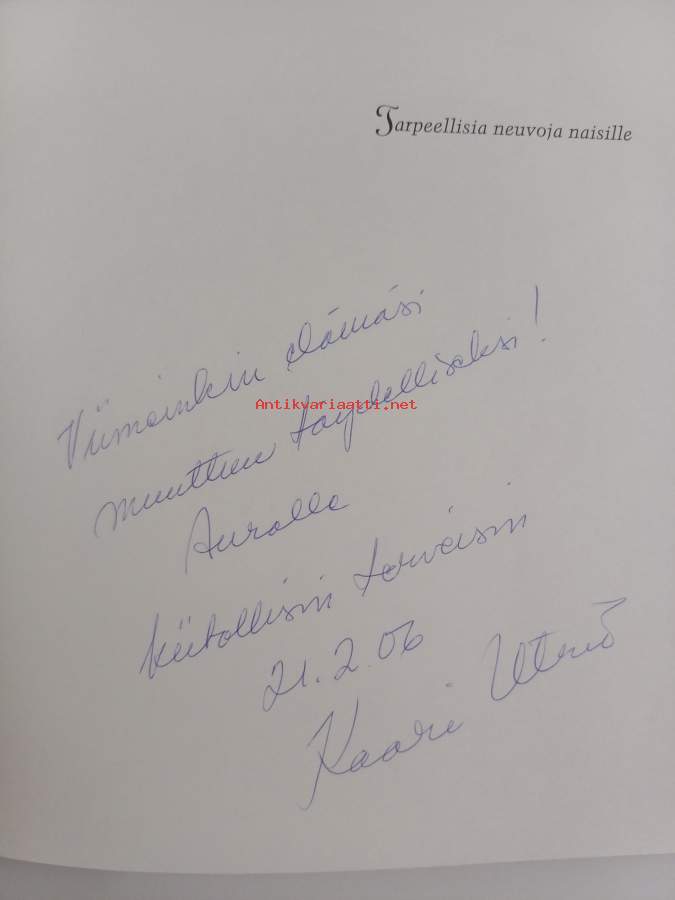 Tarpeellisia neuvoja naisille
Viimeinkin elämäsi
Antikvariaatti.net
muuttuu täydelliseksi!
Auralle
kiitollisin terveisin
21.2.06
Kaari Utrio